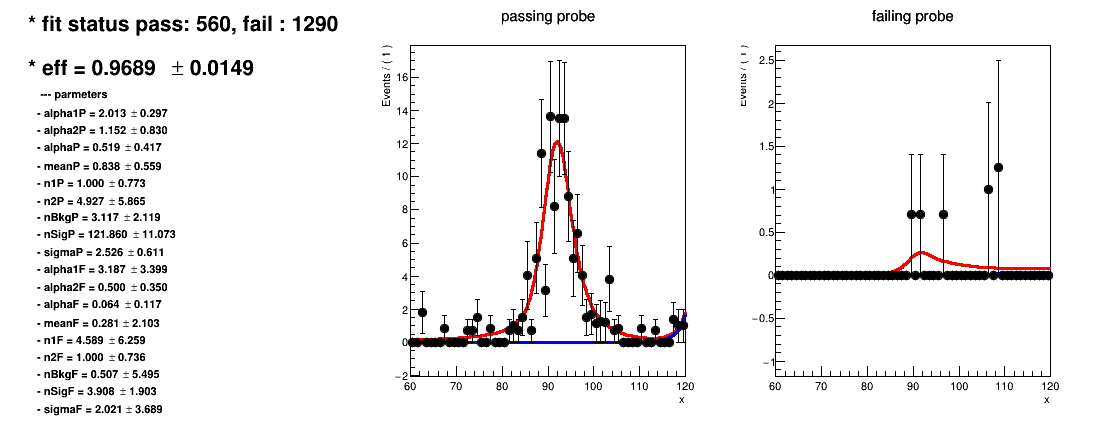 * fit status pass: 560, fail : 1290
* eff = 0.9689 ± 0.0149
--- parmeters
- alpha1P = 2.013 ± 0.297
- alpha2P = 1.152 ± 0.830
- alphaP = 0.519 ± 0.417
- meanP = 0.838 ± 0.559
- n1P = 1.000 ± 0.773
- n2P = 4.927 ± 5.865
- nBkgP = 3.117 ± 2.119
- nSigP = 121.860 ± 11.073
- sigmaP = 2.526 ± 0.611
- alpha1F = 3.187 ± 3.399
- alpha2F = 0.500 ± 0.350
- alphaF = 0.064 ± 0.117
- meanF = 0.281 ± 2.103
- n1F = 4.589 ± 6.259
- n2F = 1.000 ± 0.736
- nBkgF = 0.507 ± 5.495
- nSigF = 3.908 ± 1.903
- sigmaF = 2.021 ± 3.689
passing probe
Events / ( 1 )
16
14
12
10
8
6
4
2
0
−2
60 70 80 90 100 110 120
x
failing probe
Events / ( 1 )
2.5
2
1.5
1
0.5
0
−0.5
−1
60 70 80 90 100 110 120
x